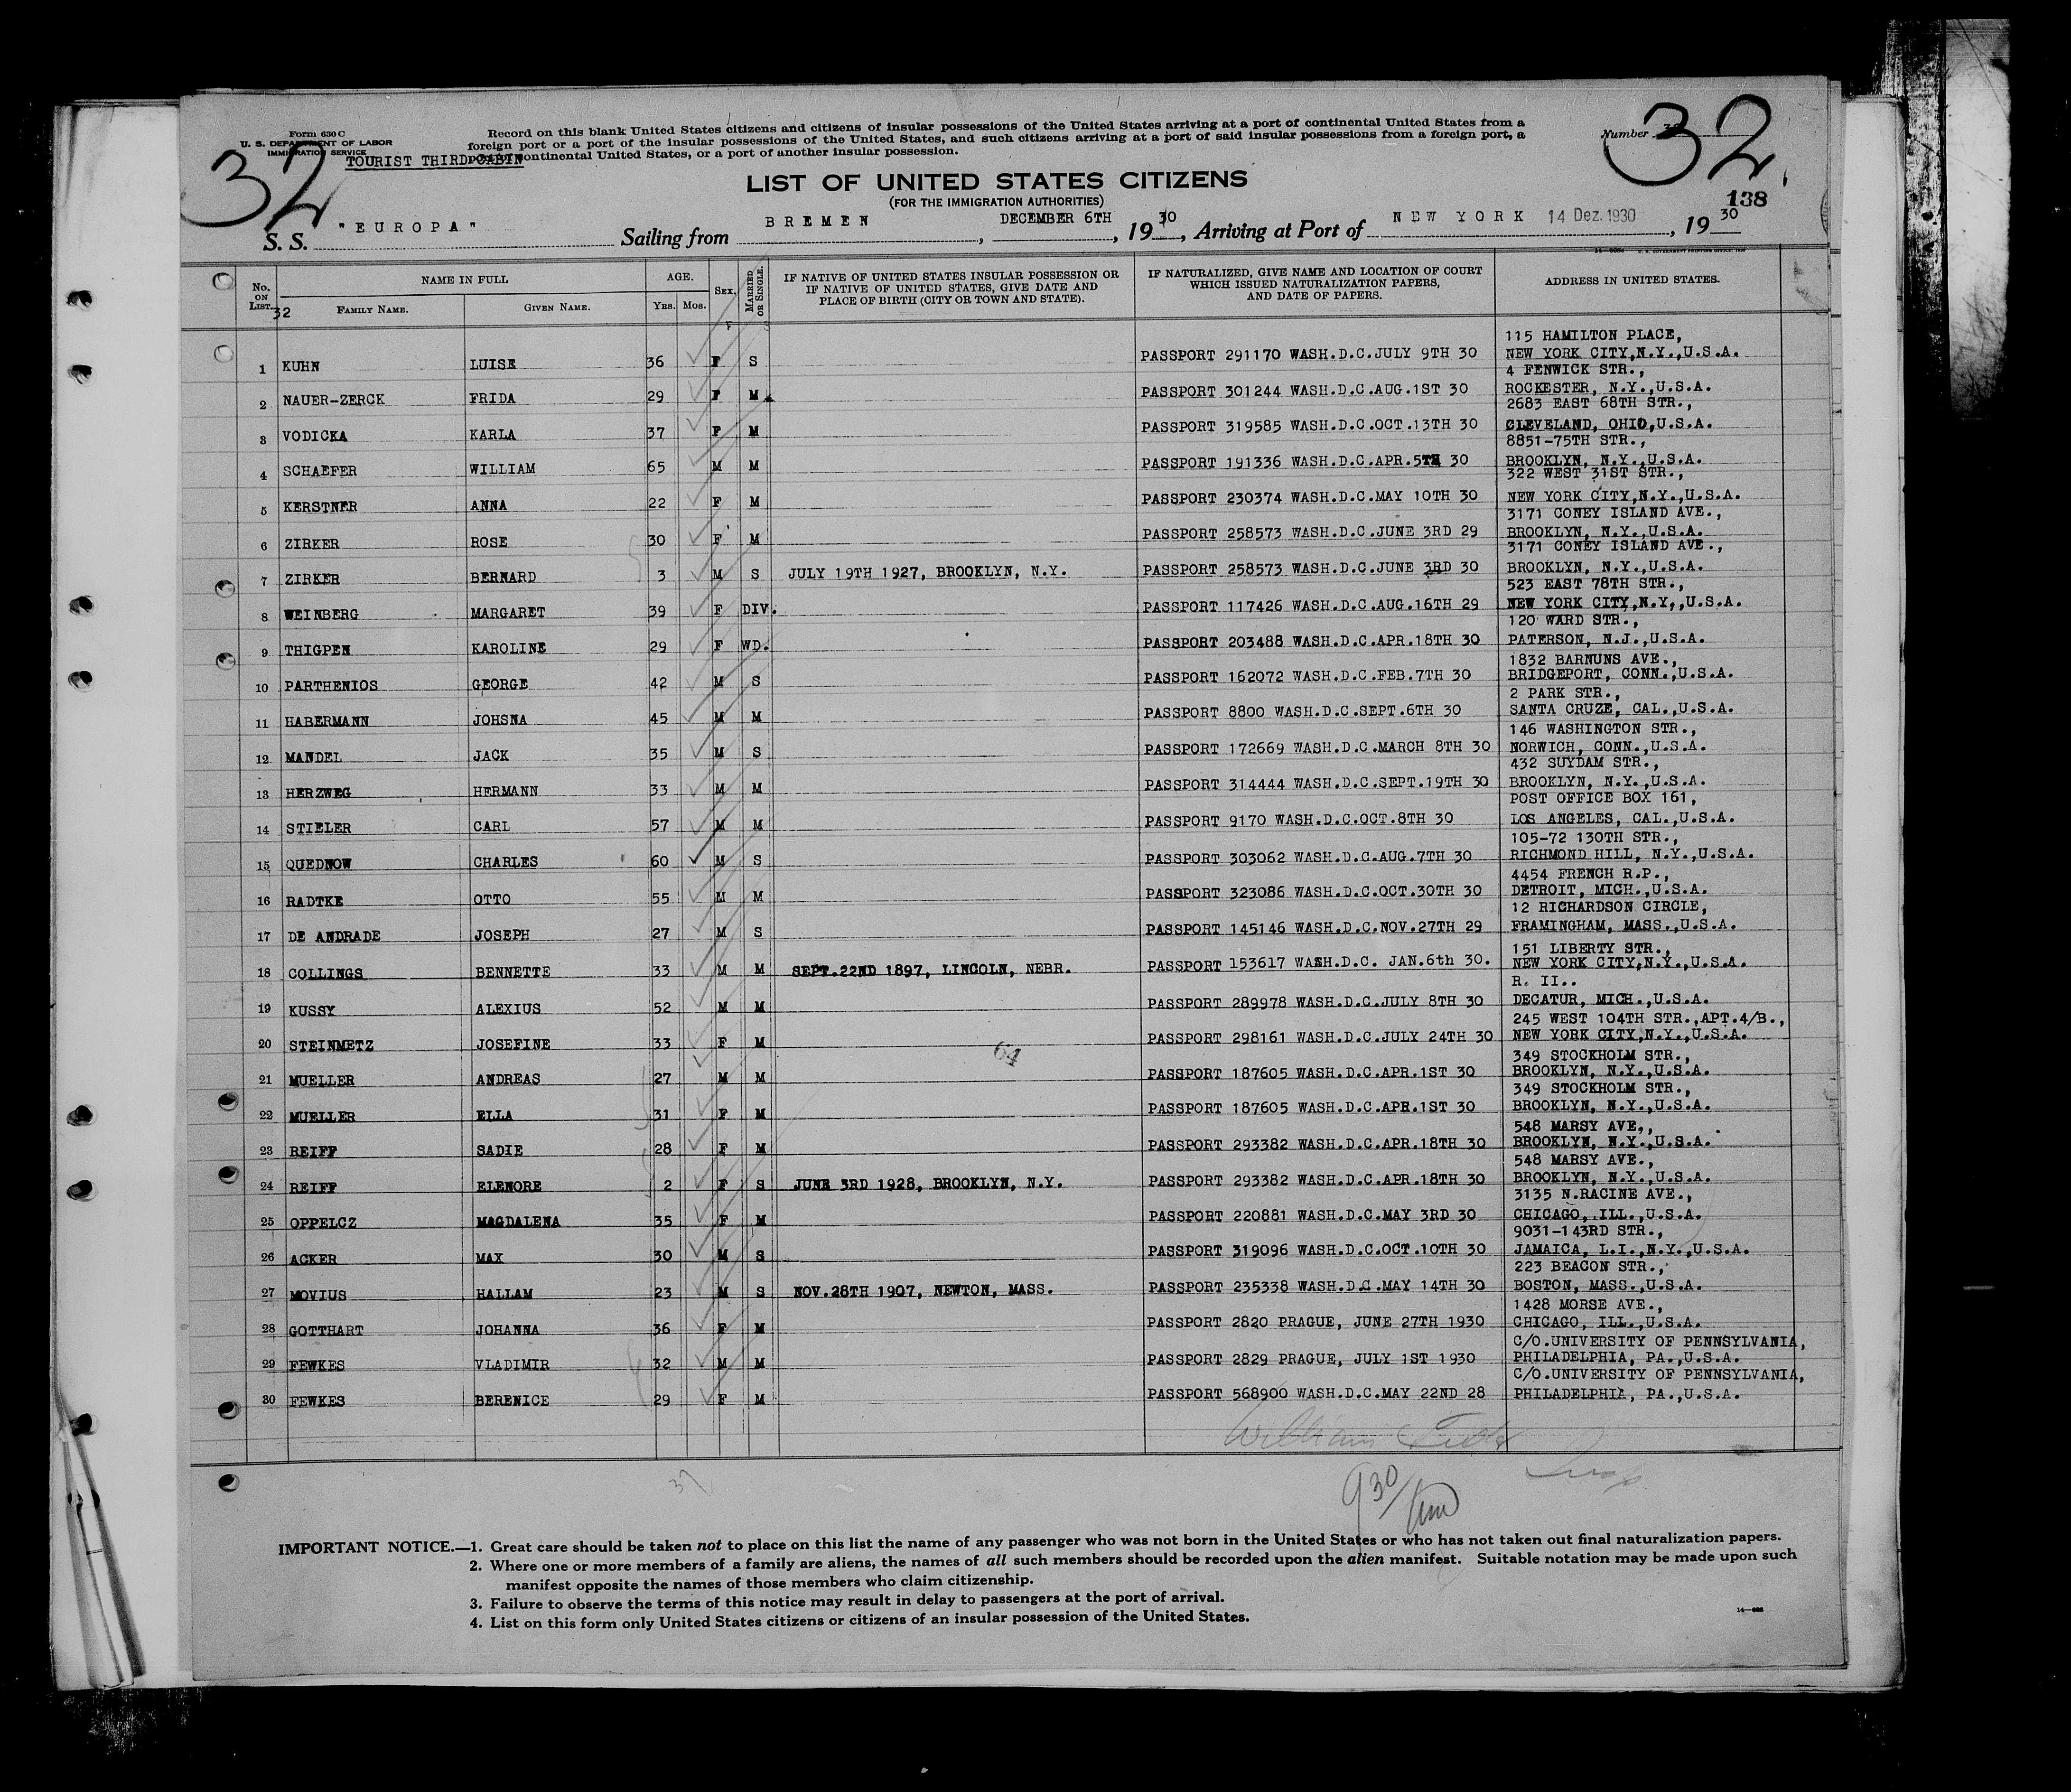 Form 630 C
U. S. DEPARTMENT OF LABOR
IMMIGRATION SERVICE
TOURIST THIRD CABIN
Record on this blank United States citizens and citizens of insular possessions of the United States arriving at a port of continental United States from a
foreign port or a port of the insular possessions of the United States, and such citizens arriving at a port of said insular possessions from a foreign port, a
continental United States, or a port of another insular possession.
Number
32
32
138
LIST OF UNITED STATES CITIZENS
(FOR THE IMMIGRATION AUTHORITIES)
S. S. "EUROPA" Sailing from BREMEN, DECEMBER 6TH, 1930, Arriving at Port of NEW YORK 14 Dez. 1930, 1930
No. ON LIST. NAME IN FULL AGE. SEX. MARRIED OR SINGLE. IF NATIVE OF UNITED STATES INSULAR POSSESSION OR IF NATIVE OF UNITED STATES, GIVE DATE AND PLACE OF BIRTH (CITY OR TOWN AND STATE). IF NATURALIZED, GIVE NAME AND LOCATION OF COURT WHICH ISSUED NATURALIZATION PAPERS, AND DATE OF PAPERS. ADDRESS IN UNITED STATES.
32 FAMILY NAME. GIVEN NAME. YRS. MOS.
115 HAMILTON PLACE,
1 KUHN LUISE 36 F S PASSPORT 291170 WASH.D.C.JULY 9TH 30 NEW YORK CITY,N.Y.,U.S.A.
4 FENWICK STR.,
2 NAUER-ZERCK FRIDA 29 F M PASSPORT 301244 WASH.D.C.AUG.1ST 30 ROCKESTER, N.Y.,U.S.A.
2683 EAST 68TH STR.,
3 VODICKA KARLA 37 F M PASSPORT 319585 WASH.D.C.OCT.13TH 30 CLEVELAND, OHIO,U.S.A.
8851-75TH STR.,
4 SCHAEFER WILLIAM 65 M M PASSPORT 191336 WASH.D.C.APR.5TH 30 BROOKLYN, N.Y.,U.S.A.
322 WEST 31ST STR.,
5 KERSTNER ANNA 22 F M PASSPORT 230374 WASH.D.C.MAY 10TH 30 NEW YORK CITY,N.Y.,U.S.A.
3171 CONEY ISLAND AVE.,
6 ZIRKER ROSE 30 F M PASSPORT 258573 WASH.D.C.JUNE 3RD 29 BROOKLYN, N.Y.,U.S.A.
3171 CONEY ISLAND AVE.,
7 ZIRKER BERNARD 3 M S JULY 19TH 1927, BROOKLYN, N.Y. PASSPORT 258573 WASH.D.C.JUNE 3RD 30 BROOKLYN, N.Y.,U.S.A.
523 EAST 78TH STR.,
8 WEINBERG MARGARET 39 F DIV. PASSPORT 117426 WASH.D.C.AUG.16TH 29 NEW YORK CITY,N.Y,,U.S.A.
120 WARD STR.,
9 THIGPEN KAROLINE 29 F WD. PASSPORT 203488 WASH.D.C.APR.18TH 30 PATERSON, N.J.,U.S.A.
1832 BARNUNS AVE.,
10 PARTHENIOS GEORGE 42 M S PASSPORT 162072 WASH.D.C.FEB.7TH 30 BRIDGEPORT, CONN.,U.S.A.
2 PARK STR.,
11 HABERMANN JOHSNA 45 M M PASSPORT 8800 WASH.D.C.SEPT.6TH 30 SANTA CRUZE, CAL.,U.S.A.
146 WASHINGTON STR.,
12 MANDEL JACK 35 M S PASSPORT 172669 WASH.D.C.MARCH 8TH 30 NORWICH, CONN.,U.S.A.
432 SUYDAM STR.,
13 HERZWEG HERMANN 33 M M PASSPORT 314444 WASH.D.C.SEPT.19TH 30 BROOKLYN, N.Y.,U.S.A.
POST OFFICE BOX 161,
14 STIELER CARL 57 M M PASSPORT 9170 WASH.D.C.OCT.8TH 30 LOS ANGELES, CAL.,U.S.A.
105-72 130TH STR.,
15 QUEDNOW CHARLES 60 M S PASSPORT 303062 WASH.D.C.AUG.7TH 30 RICHMOND HILL, N.Y.,U.S.A.
4454 FRENCH R.P.,
16 RADTKE OTTO 55 M M PASSPORT 323086 WASH.D.C.OCT.30TH 30 DETROIT, MICH.,U.S.A.
12 RICHARDSON CIRCLE,
17 DE ANDRADE JOSEPH 27 M S PASSPORT 145146 WASH.D.C.NOV.27TH 29 FRAMINGHAM, MASS.,U.S.A.
151 LIBERTY STR.,
18 COLLINGS BENNETTE 33 M M SEPT.22ND 1897, LINCOLN, NEBR. PASSPORT 153617 WASH.D.C. JAN.6th 30. NEW YORK CITY,N.Y.,U.S.A.
R. II..
19 KUSSY ALEXIUS 52 M M PASSPORT 289978 WASH.D.C.JULY 8TH 30 DECATUR, MICH.,U.S.A.
245 WEST 104TH STR.,APT.4/B.,
20 STEINMETZ JOSEFINE 33 F M PASSPORT 298161 WASH.D.C.JULY 24TH 30 NEW YORK CITY,N.Y.,U.S.A.
64
349 STOCKHOLM STR.,
21 MUELLER ANDREAS 27 M M PASSPORT 187605 WASH.D.C.APR.1ST 30 BROOKLYN, N.Y.,U.S.A.
349 STOCKHOLM STR.,
22 MUELLER ELLA 31 F M PASSPORT 187605 WASH.D.C.APR.1ST 30 BROOKLYN, N.Y.,U.S.A.
548 MARSY AVE,,
23 REIFF SADIE 28 F M PASSPORT 293382 WASH.D.C.APR.18TH 30 BROOKLYN, N.Y.,U.S.A.
548 MARSY AVE.,
24 REIFF ELENORE 2 F S JUNE 3RD 1928, BROOKLYN, N.Y. PASSPORT 293382 WASH.D.C.APR.18TH 30 BROOKLYN, N.Y.,U.S.A.
3135 N.RACINE AVE.,
25 OPPELCZ MAGDALENA 35 F M PASSPORT 220881 WASH.D.C.MAY 3RD 30 CHICAGO, ILL.,U.S.A.
9031-143RD STR.,
26 ACKER MAX 30 M S PASSPORT 319096 WASH.D.C.OCT.10TH 30 JAMAICA, L.I.,N.Y.,U.S.A.
223 BEACON STR.,
27 MOVIUS HALLAM 23 M S NOV.28TH 1907, NEWTON, MASS. PASSPORT 235338 WASH.D.C.MAY 14TH 30 BOSTON, MASS.,U.S.A.
1428 MORSE AVE.,
28 GOTTHART JOHANNA 36 F M PASSPORT 2820 PRAGUE, JUNE 27TH 1930 CHICAGO, ILL.,U.S.A.
C/O.UNIVERSITY OF PENNSYLVANIA,
29 FEWKES VLADIMIR 32 M M PASSPORT 2829 PRAGUE, JULY 1ST 1930 PHILADELPHIA, PA.,U.S.A.
C/O.UNIVERSITY OF PENNSYLVANIA,
30 FEWKES BERENICE 29 F M PASSPORT 568900 WASH.D.C.MAY 22ND 28 PHILADELPHIA, PA.,U.S.A.
William
930
IMPORTANT NOTICE.—1. Great care should be taken not to place on this list the name of any passenger who was not born in the United States or who has not taken out final naturalization papers.
2. Where one or more members of a family are aliens, the names of all such members should be recorded upon the alien manifest. Suitable notation may be made upon such
manifest opposite the names of those members who claim citizenship.
3. Failure to observe the terms of this notice may result in delay to passengers at the port of arrival.
4. List on this form only United States citizens or citizens of an insular possession of the United States.